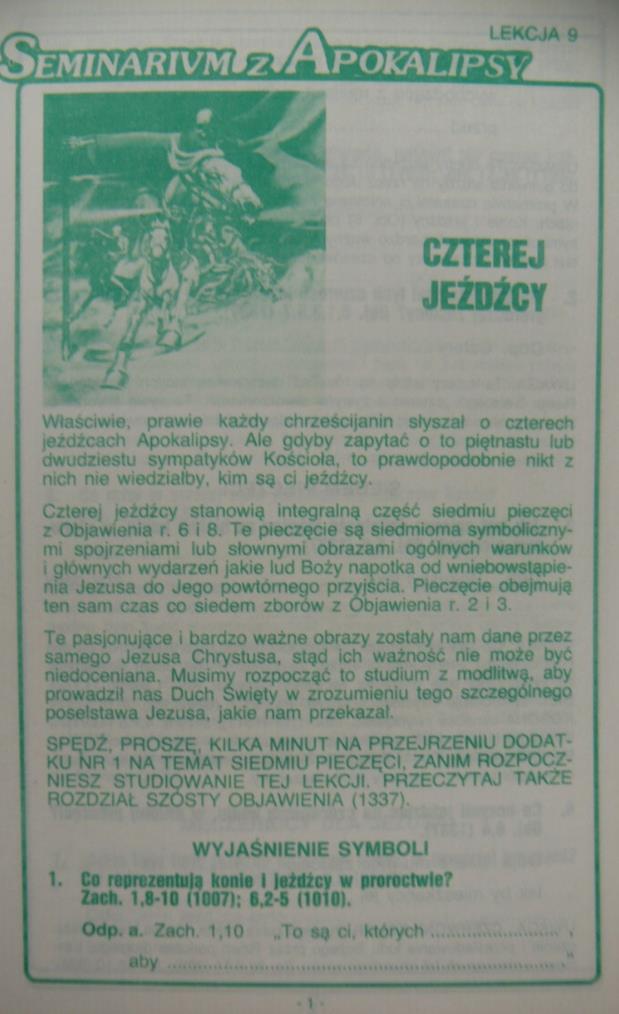 LEKCJA 9
SEMINARIVM z APOKALIPSY
CZTEREJ
JEŹDŹCY
Właściwie, prawie każdy chrześcijanin słyszał o czterech
jeźdźcach Apokalipsy. Ale gdyby zapytać o to piętnastu lub
dwudziestu sympatyków Kościoła, to prawdopodobnie nikt z
nich nie wiedziałby, kim są ci jeźdźcy.
Czterej jeźdźcy stanowią integralną część siedmiu pieczęci
z Objawienia r. 6 i 8. Te pieczęcie są siedmioma symboliczny-
mi spojrzeniami lub słownymi obrazami ogólnych warunków
i głównych wydarzeń jakie lud Boży napotka od wniebowstąpie-
nia Jezusa do Jego powtórnego przyjścia. Pieczęcie obejmują
ten sam czas co siedem zborów z Objawienia r. 2 i 3.
Te pasjonujące i bardzo ważne obrazy zostały nam dane przez
samego Jezusa Chrystusa, stąd ich ważność nie może być
niedoceniana. Musimy rozpocząć to studium z modlitwą, aby
prowadził nas Duch Święty w zrozumieniu tego szczególnego
poselstawa Jezusa, jakie nam przekazał.
SPĘDŹ, PROSZĘ, KILKA MINUT NA PRZEJRZENIU DODAT-
KU NR 1 NA TEMAT SIEDMIU PIECZĘCI, ZANIM ROZPOCZ-
NIESZ STUDIOWANIE TEJ LEKCJI. PRZECZYTAJ TAKŻE
ROZDZIAŁ SZÓSTY OBJAWIENIA (1337).
WYJAŚNIENIE SYMBOLI
1. Co reprezentują konie i jeźdźcy w proroctwie?
Zach. 1,8-10 (1007); 6,2-5 (1010).
Odp. a. Zach. 1,10 „To są ci, których ......................,
aby ................................................................"
- 1 -